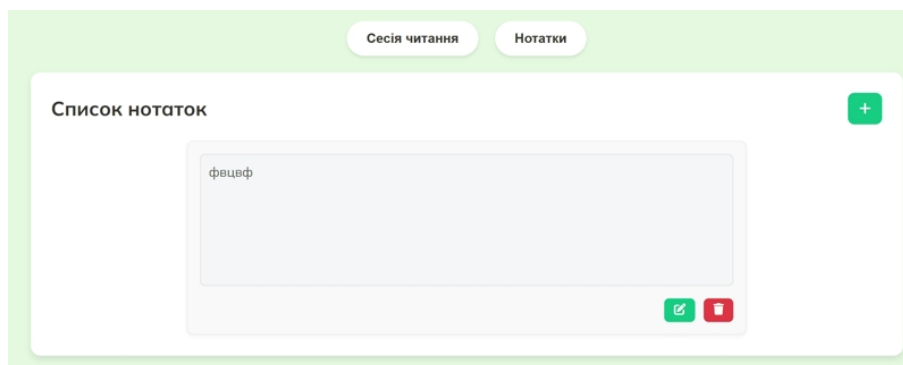 Сесія читання Нотатки
Список нотаток
+
фвцвф